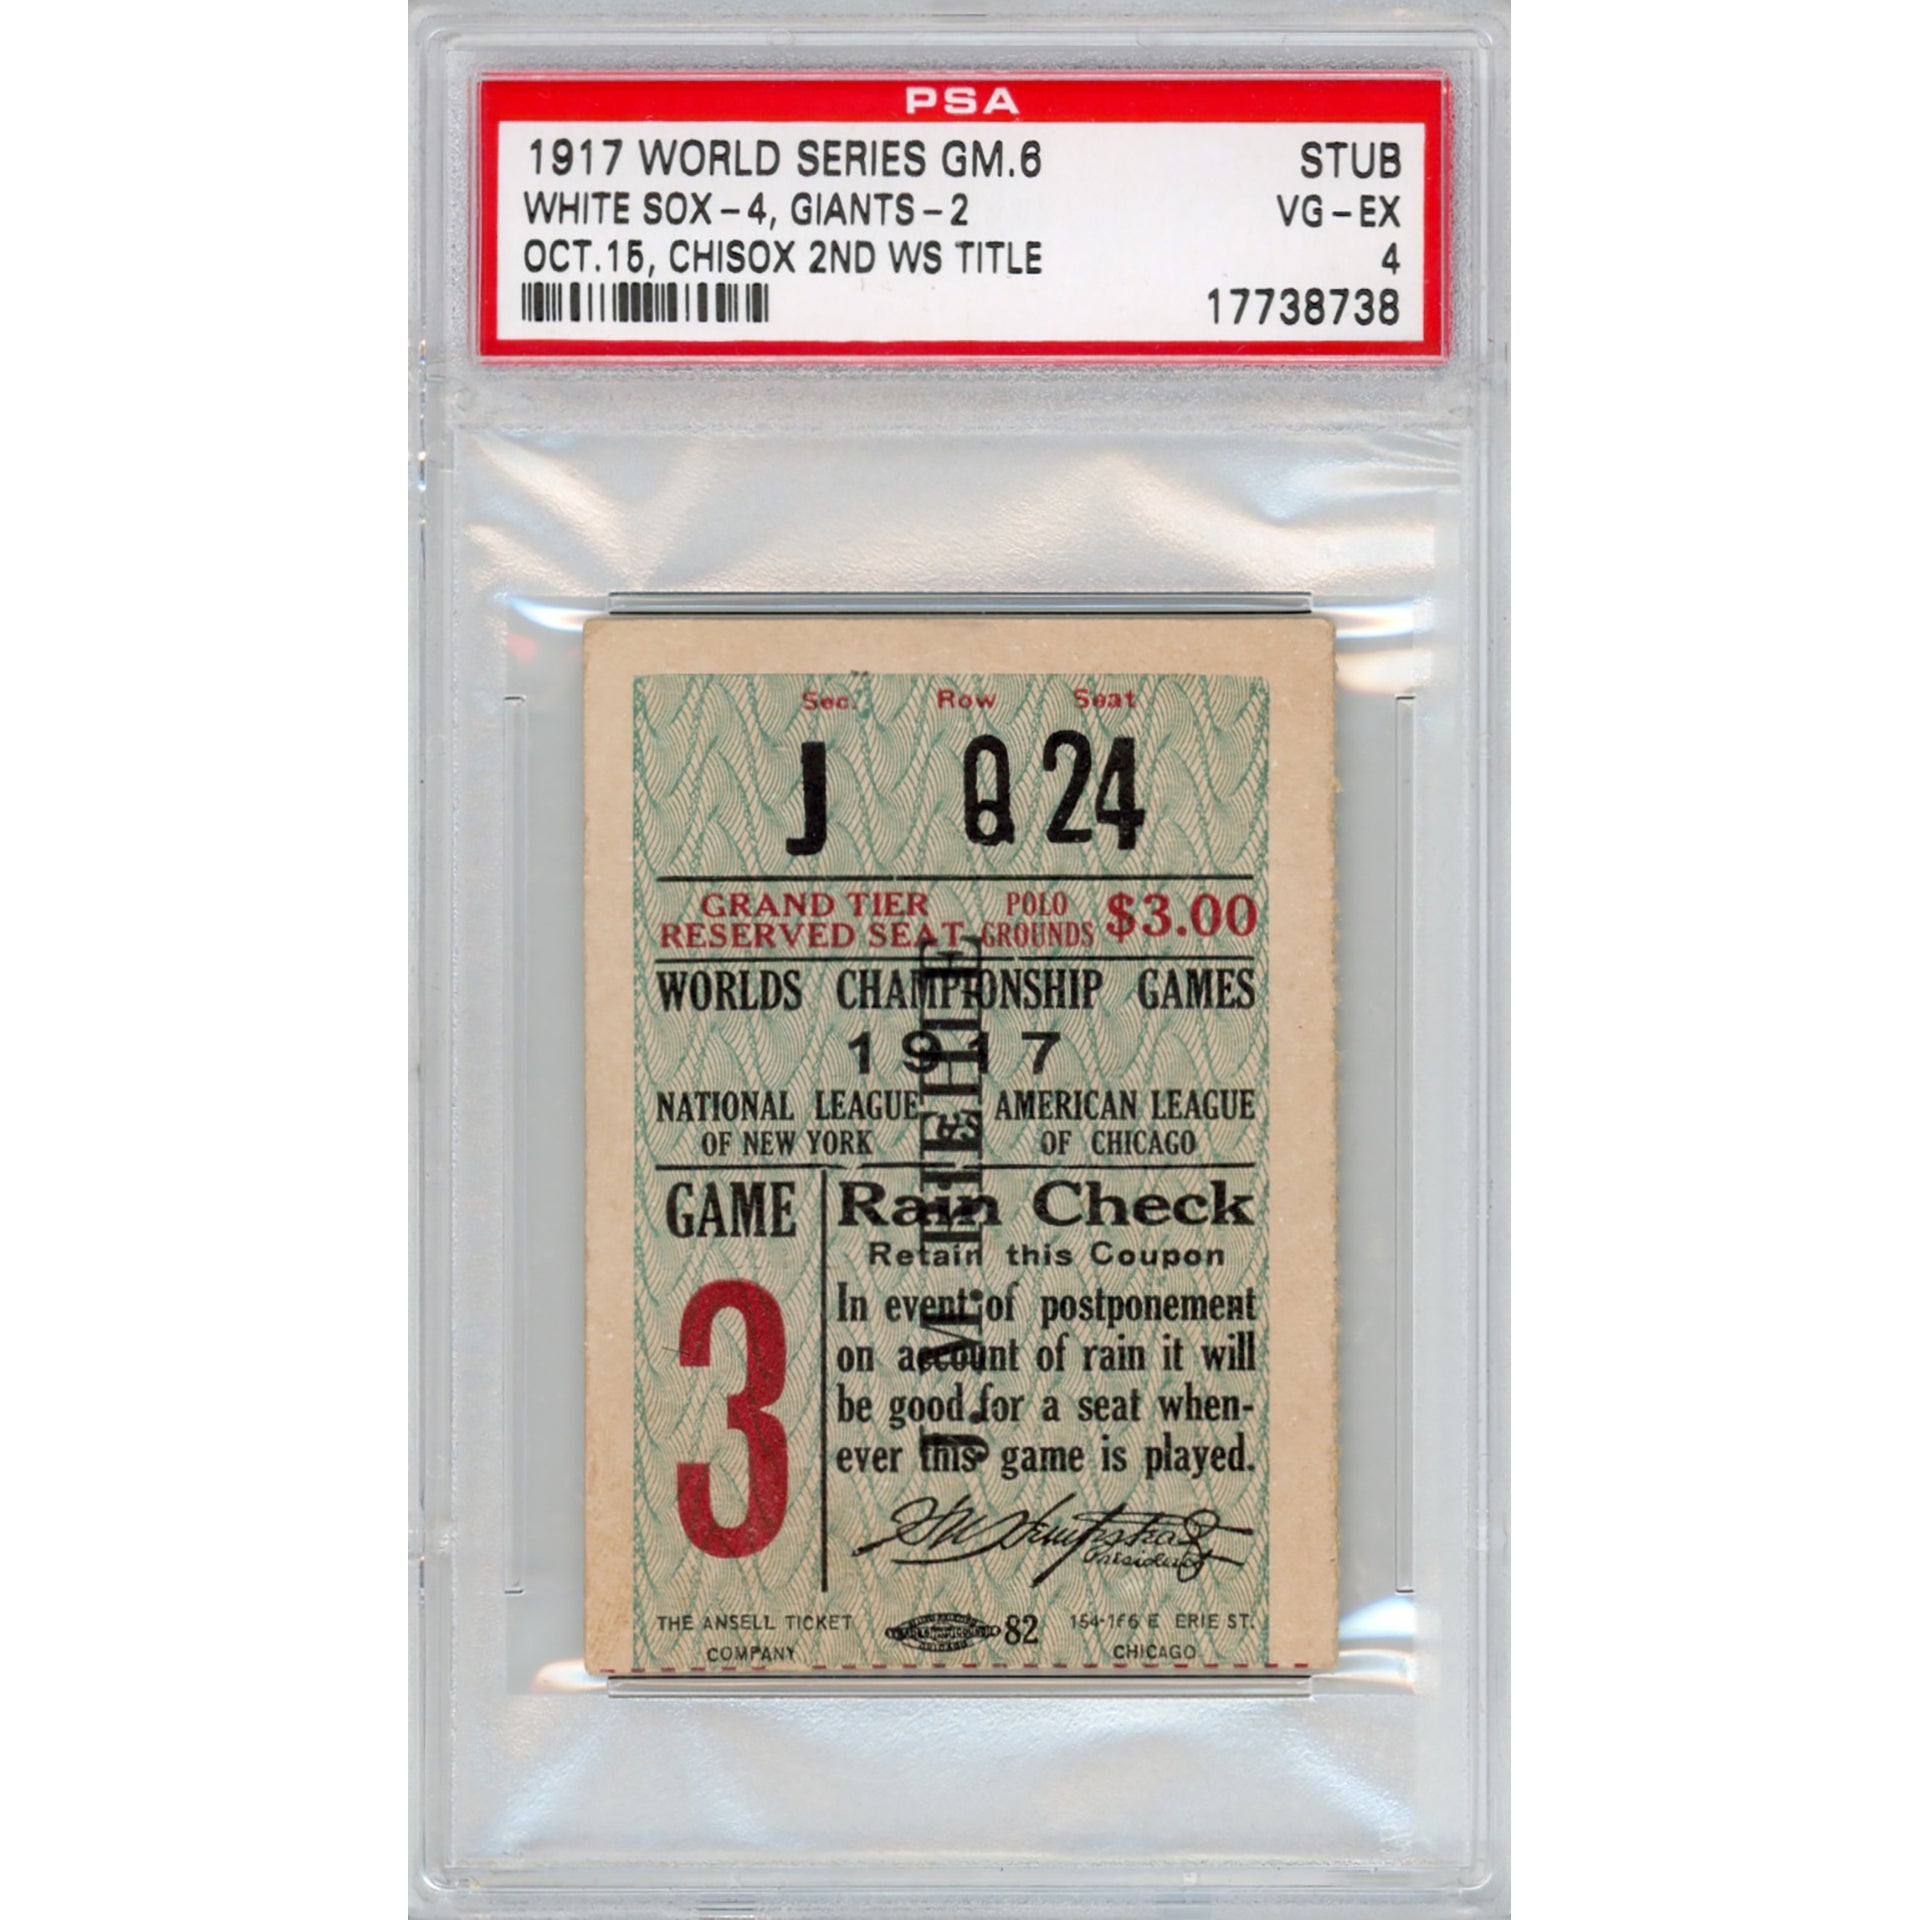 PSA
1917 WORLD SERIES GM.6 STUB
WHITE SOX-4, GIANTS-2 VG-EX
OCT.15, CHISOX 2ND WS TITLE 4
17738738
Sec. Row Seat
J Q 24
GRAND TIER RESERVED SEAT
POLO GROUNDS
$3.00
WORLDS CHAMPIONSHIP GAMES
1917
NATIONAL LEAGUE OF NEW YORK
AMERICAN LEAGUE OF CHICAGO
GAME
3
Rain Check
Retain this Coupon
In event of postponement
on account of rain it will
be good for a seat when-
ever this game is played.
President
J. M.
THE ANSELL TICKET COMPANY
82
154-166 E ERIE ST. CHICAGO